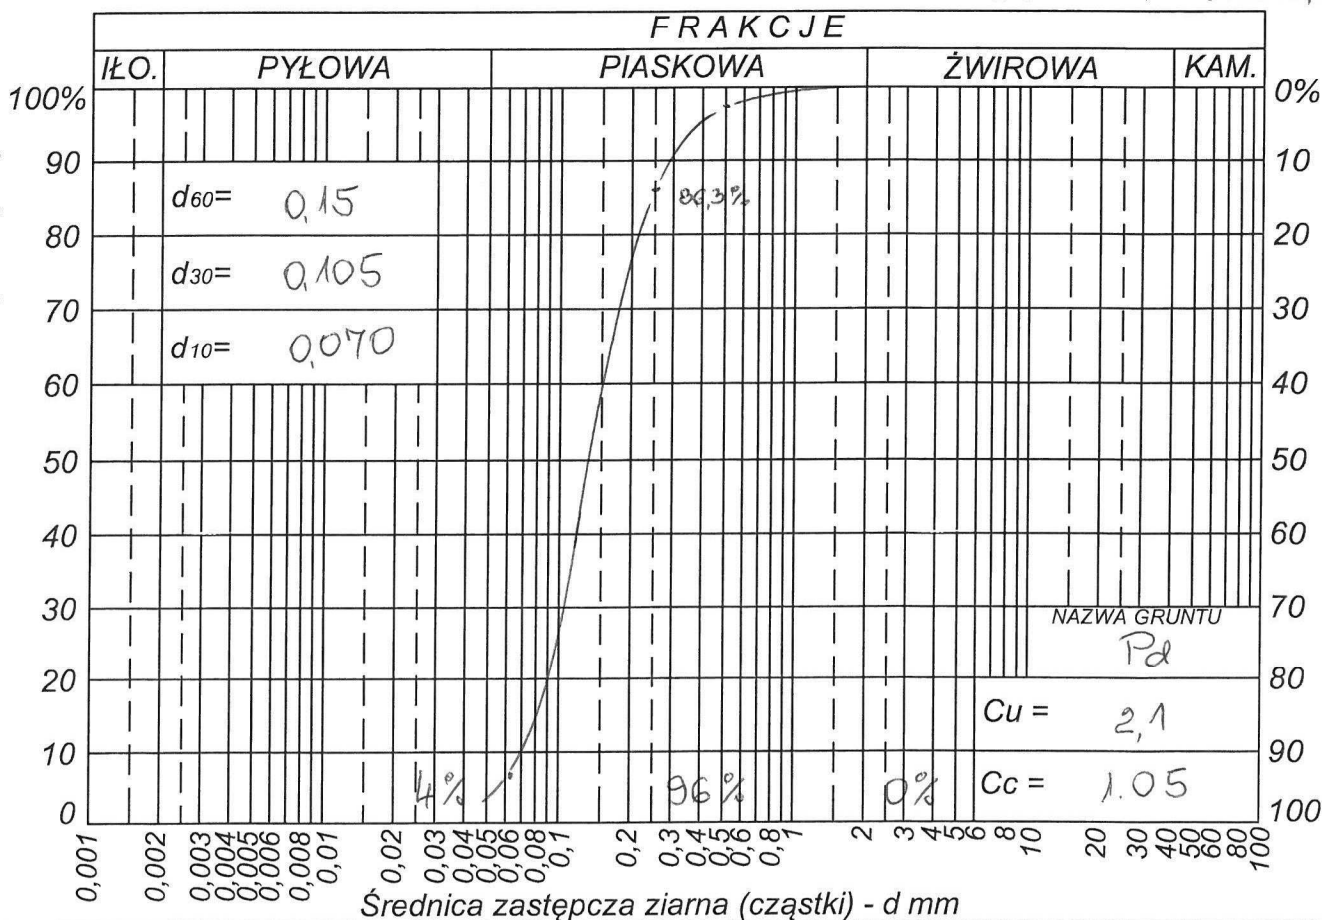 FRAKCJE
IŁO. PYŁOWA PIASKOWA ŻWIROWA KAM.
100% 0%
90 10
d60= 0,15 86,3%
80 20
d30= 0,105
70 30
d10= 0,070
60 40
50 50
40 60
30 70
NAZWA GRUNTU
Pd
20 80
Cu = 2,1
10 90
4% 96% 0% Cc = 1.05
0 100
0,001 0,002 0,003 0,004 0,005 0,006 0,008 0,01 0,02 0,03 0,04 0,05 0,06 0,08 0,1 0,2 0,3 0,4 0,5 0,6 0,8 1 2 3 4 5 6 8 10 20 30 40 50 60 80 100
Średnica zastępcza ziarna (cząstki) - d mm